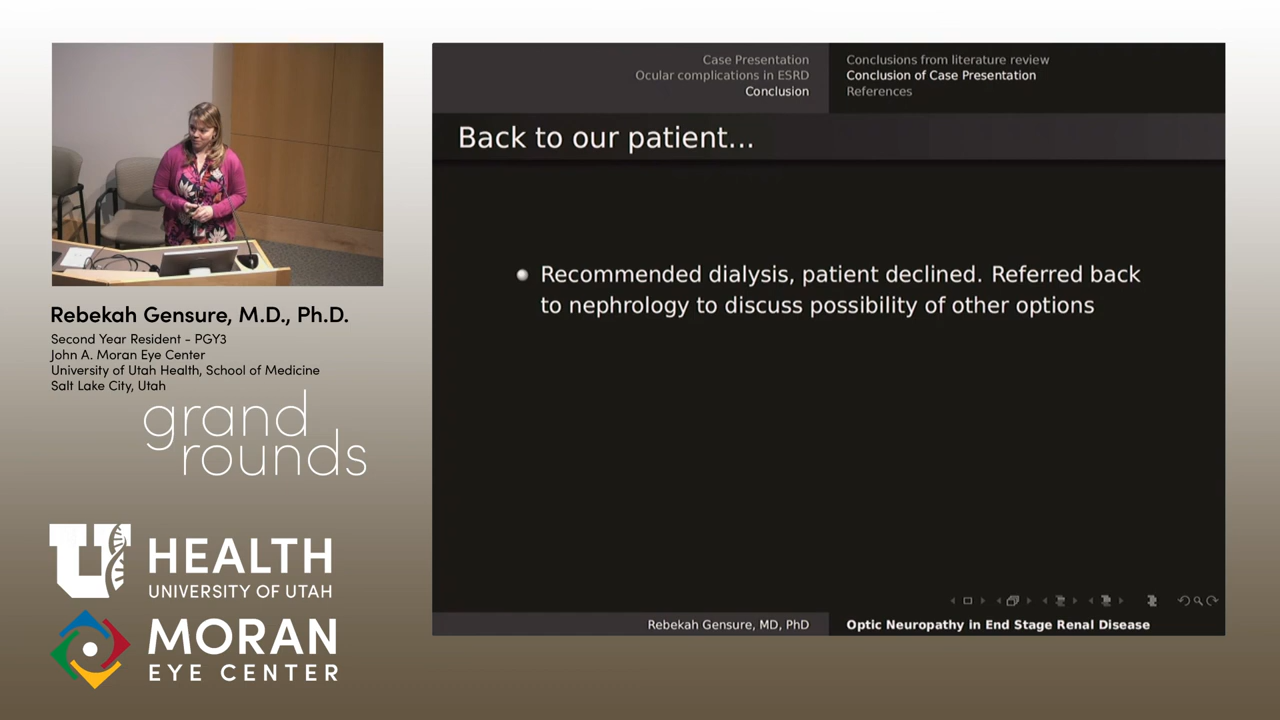 Case Presentation
Ocular complications in ESRD
Conclusion
Conclusions from literature review
Conclusion of Case Presentation
References
Back to our patient...
Recommended dialysis, patient declined. Referred back
to nephrology to discuss possibility of other options
Rebekah Gensure, MD, PhD
Optic Neuropathy in End Stage Renal Disease
Rebekah Gensure, M.D., Ph.D.
Second Year Resident - PGY3
John A. Moran Eye Center
University of Utah Health, School of Medicine
Salt Lake City, Utah
grand
rounds
U HEALTH
UNIVERSITY OF UTAH
MORAN
EYE CENTER